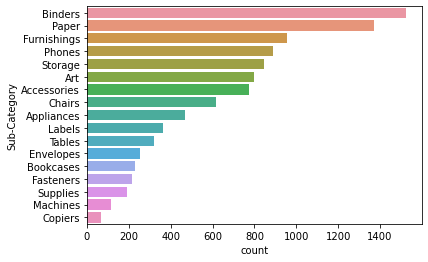 Sub-Category
Binders
Paper
Furnishings
Phones
Storage
Art
Accessories
Chairs
Appliances
Labels
Tables
Envelopes
Bookcases
Fasteners
Supplies
Machines
Copiers
0 200 400 600 800 1000 1200 1400
count